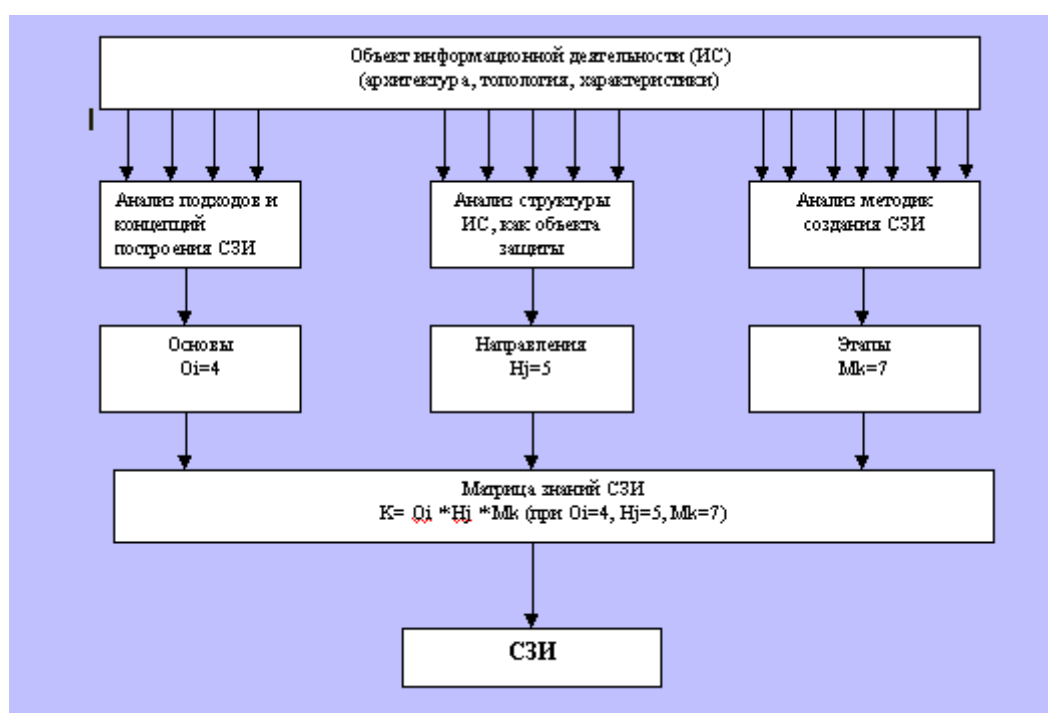 Объект информационной деятельности (ИС)
(архитектура, топология, характеристики)
Анализ подходов и
концепций
построения СЗИ
Анализ структуры
ИС, как объекта
защиты
Анализ методик
создания СЗИ
Основы
Oi=4
Направления
Hj=5
Этапы
Mk=7
Матрица знаний СЗИ
K= Oi *Hj *Mk (при Oi=4, Hj=5, Mk=7)
СЗИ